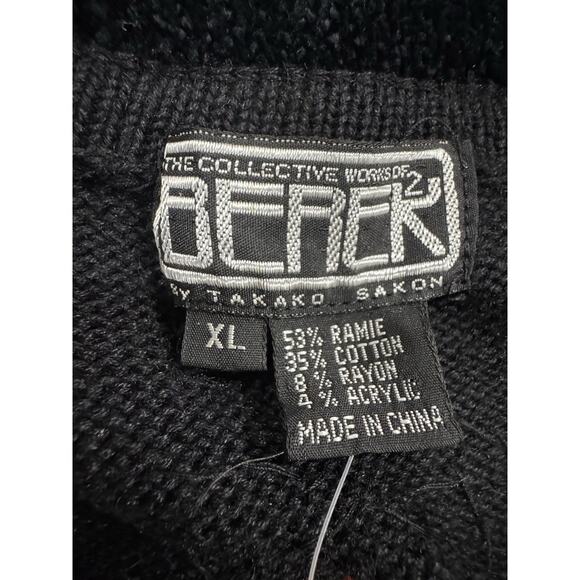 THE COLLECTIVE WORKS OF
BEREK 2
BY TAKAKO SAKON
XL
53% RAMIE
35% COTTON
8% RAYON
4% ACRYLIC
MADE IN CHINA